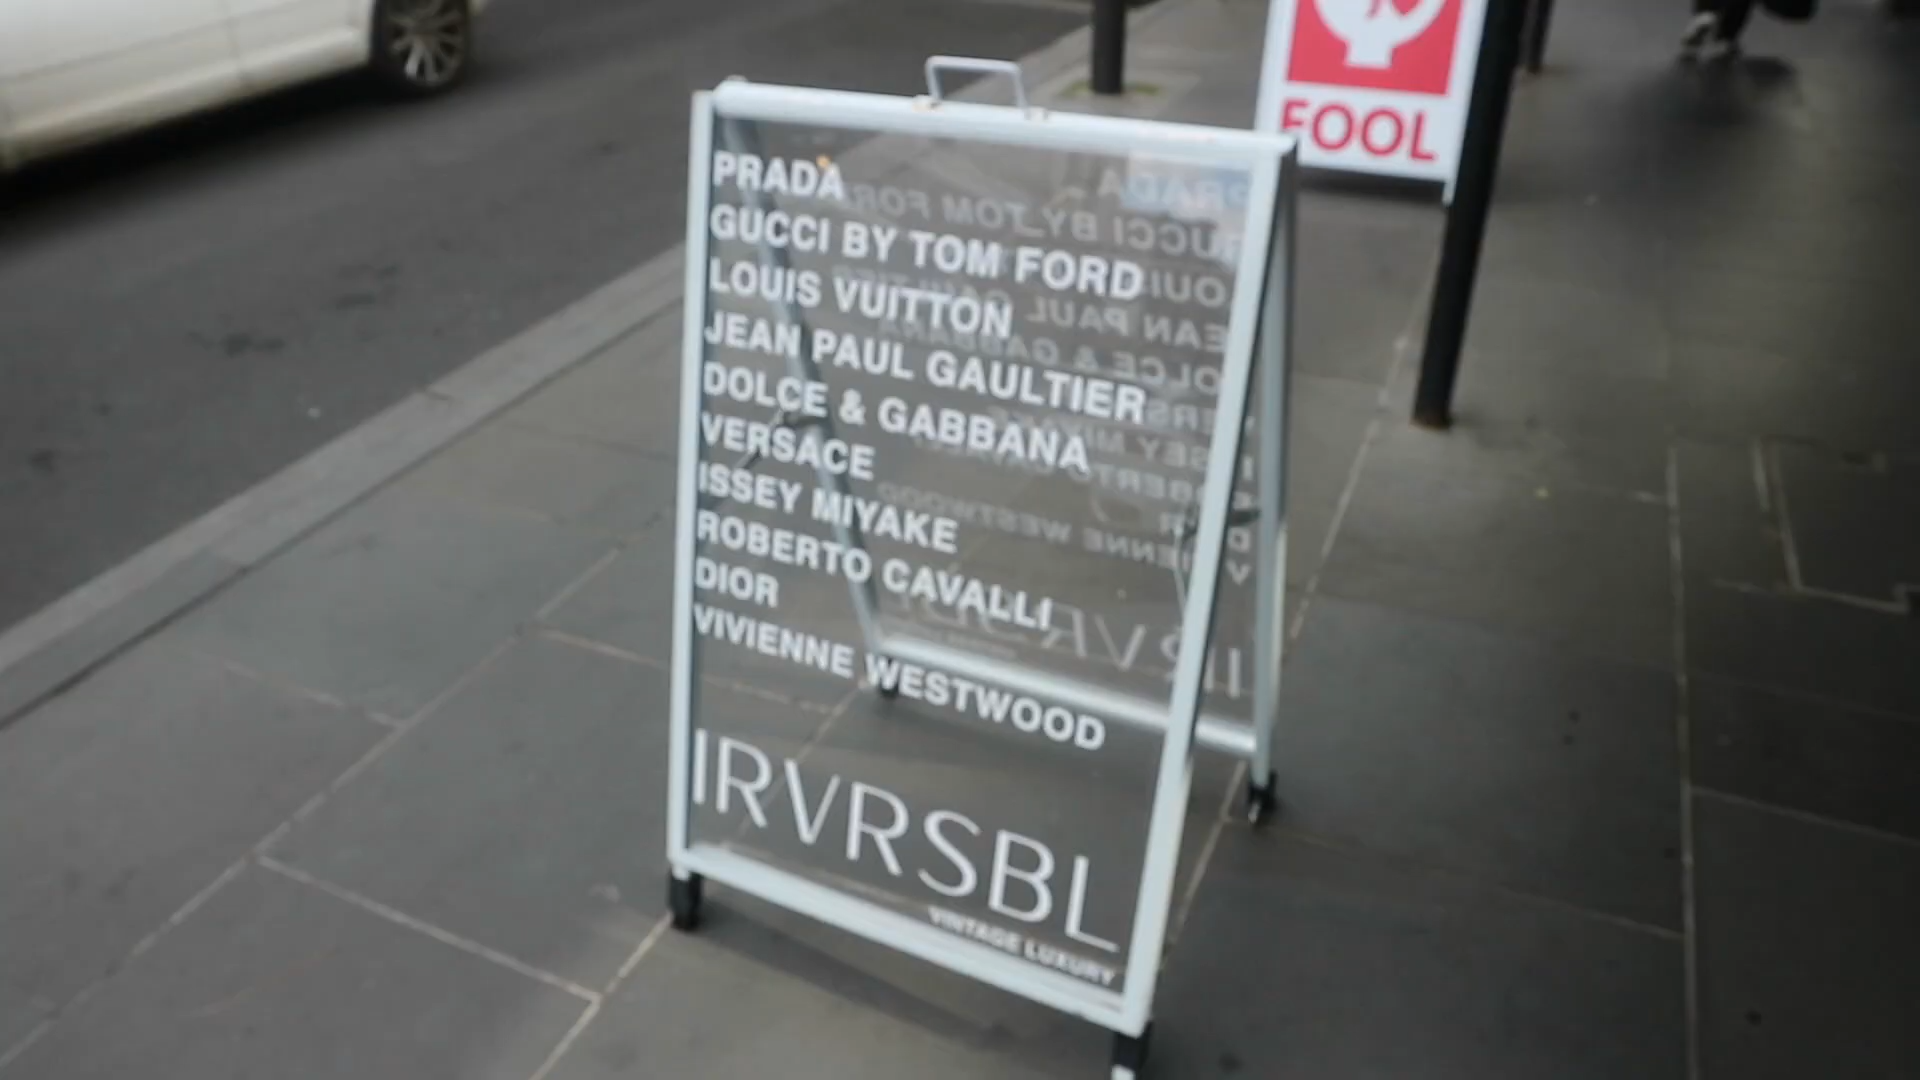 FOOL
PRADA
GUCCI BY TOM FORD
LOUIS VUITTON
JEAN PAUL GAULTIER
DOLCE & GABBANA
VERSACE
ISSEY MIYAKE
ROBERTO CAVALLI
DIOR
VIVIENNE WESTWOOD
IRVRSBL
VINTAGE LUXURY